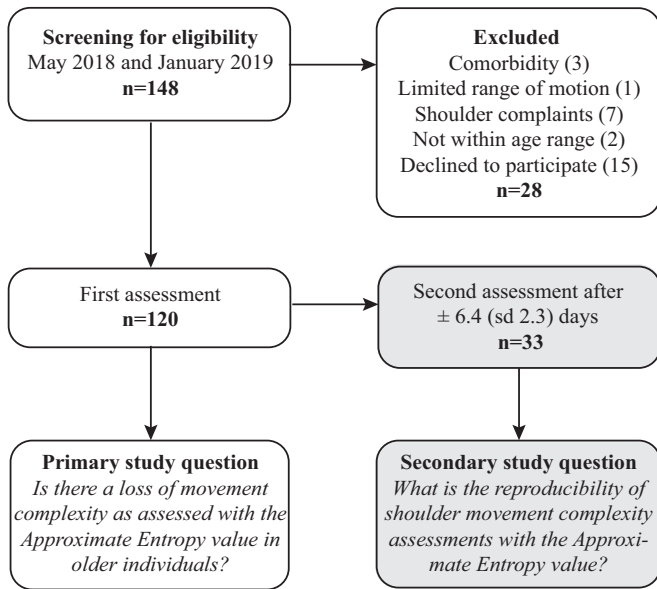 Screening for eligibility
May 2018 and January 2019
n=148
Excluded
Comorbidity (3)
Limited range of motion (1)
Shoulder complaints (7)
Not within age range (2)
Declined to participate (15)
n=28
First assessment
n=120
Second assessment after
± 6.4 (sd 2.3) days
n=33
Primary study question
Is there a loss of movement
complexity as assessed with the
Approximate Entropy value in
older individuals?
Secondary study question
What is the reproducibility of
shoulder movement complexity
assessments with the Approxi-
mate Entropy value?